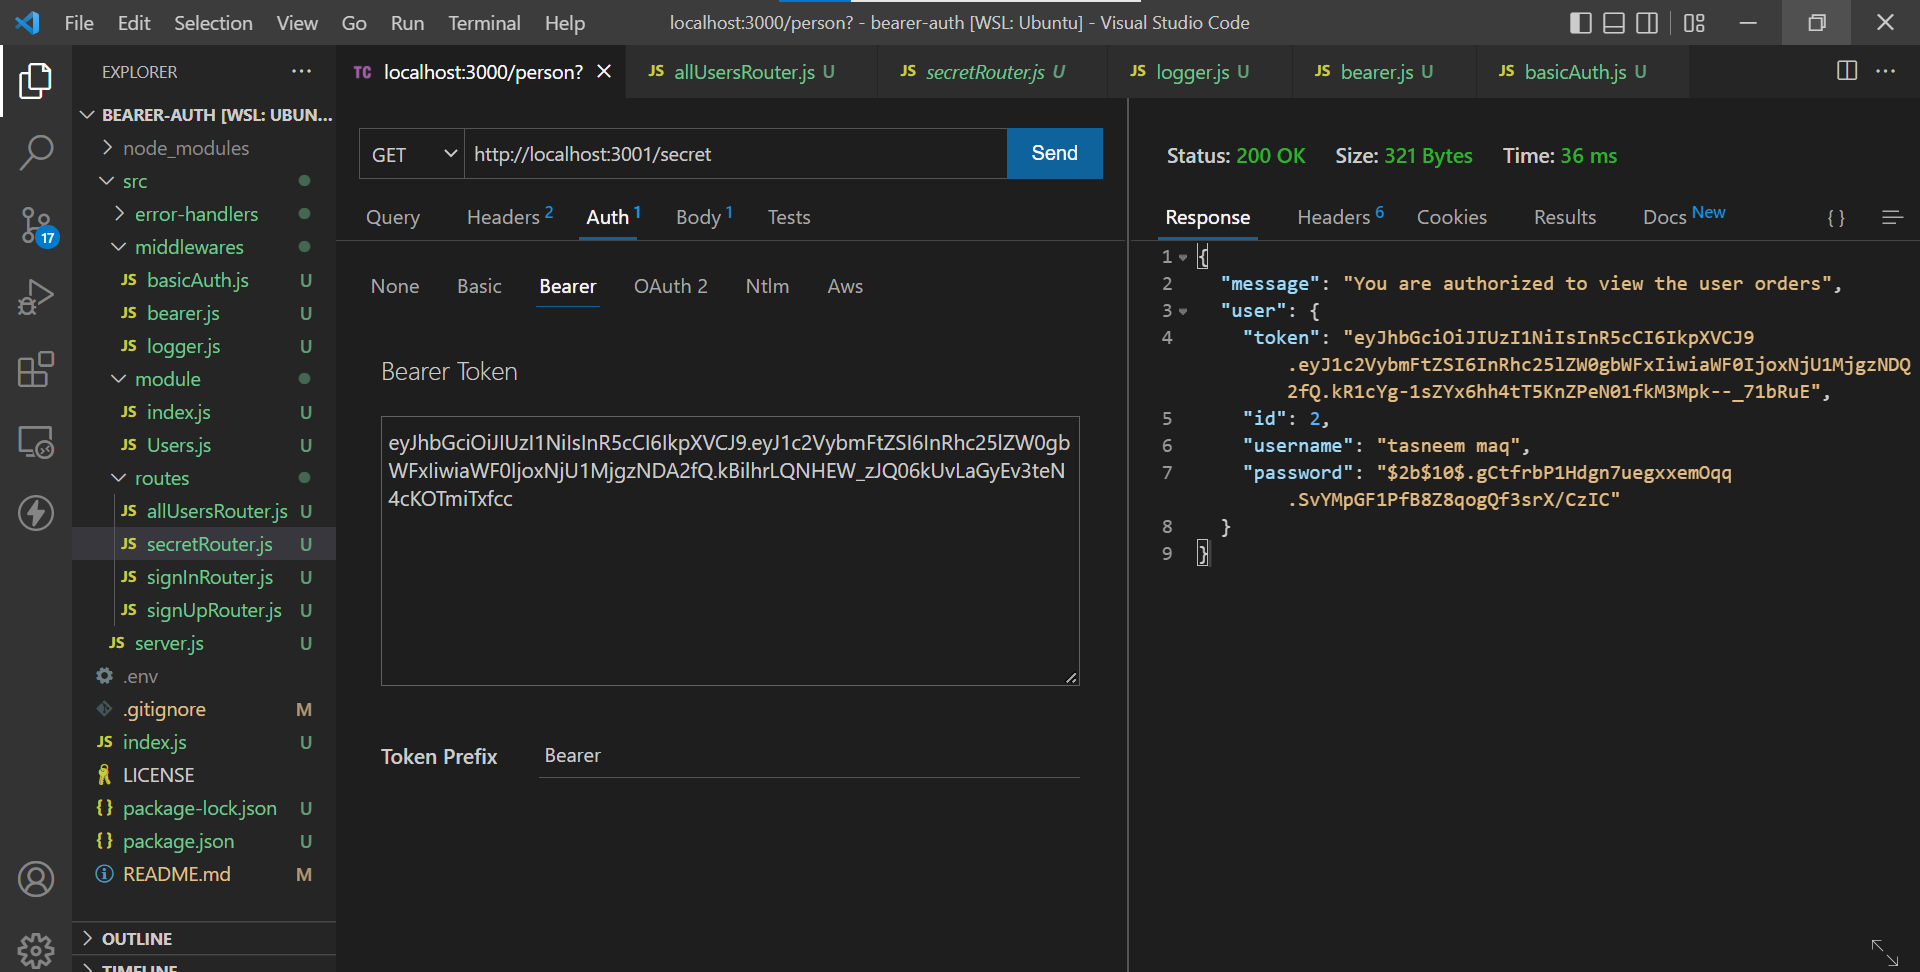 File Edit Selection View Go Run Terminal Help
localhost:3000/person? - bearer-auth [WSL: Ubuntu] - Visual Studio Code
EXPLORER
BEARER-AUTH [WSL: UBUN...
node_modules
src
error-handlers
middlewares
JS basicAuth.js U
JS bearer.js U
JS logger.js U
module
JS index.js U
JS Users.js U
routes
JS allUsersRouter.js U
JS secretRouter.js U
JS signInRouter.js U
JS signUpRouter.js U
JS server.js U
.env
.gitignore M
JS index.js U
LICENSE
{} package-lock.json U
{} package.json U
README.md M
OUTLINE
TIMELINE
17
TC localhost:3000/person?
JS allUsersRouter.js U
JS secretRouter.js U
JS logger.js U
JS bearer.js U
JS basicAuth.js U
GET http://localhost:3001/secret Send
Query Headers 2 Auth 1 Body 1 Tests
None Basic Bearer OAuth 2 Ntlm Aws
Bearer Token
eyJhbGciOiJIUzI1NiIsInR5cCI6IkpXVCJ9.eyJ1c2VybmFtZSI6InRhc25lZW0gb
WFxIiwiaWF0IjoxNjU1MjgzNDA2fQ.kBilhrLQNHEW_zJQ06kUvLaGyEv3teN
4cKOTmiTxfcc
Token Prefix Bearer
Status: 200 OK Size: 321 Bytes Time: 36 ms
Response Headers 6 Cookies Results Docs New { }
1 {
2 "message": "You are authorized to view the user orders",
3 "user": {
4 "token": "eyJhbGciOiJIUzI1NiIsInR5cCI6IkpXVCJ9
.eyJ1c2VybmFtZSI6InRhc25lZW0gbWFxIiwiaWF0IjoxNjU1MjgzNDQ
2fQ.kR1cYg-1sZYx6hh4tT5KnZPeN01fkM3Mpk--_71bRuE",
5 "id": 2,
6 "username": "tasneem maq",
7 "password": "$2b$10$.gCtfrbP1Hdgn7uegxxemOqq
.SvYMpGF1PfB8Z8qogQf3srX/CzIC"
8 }
9 }